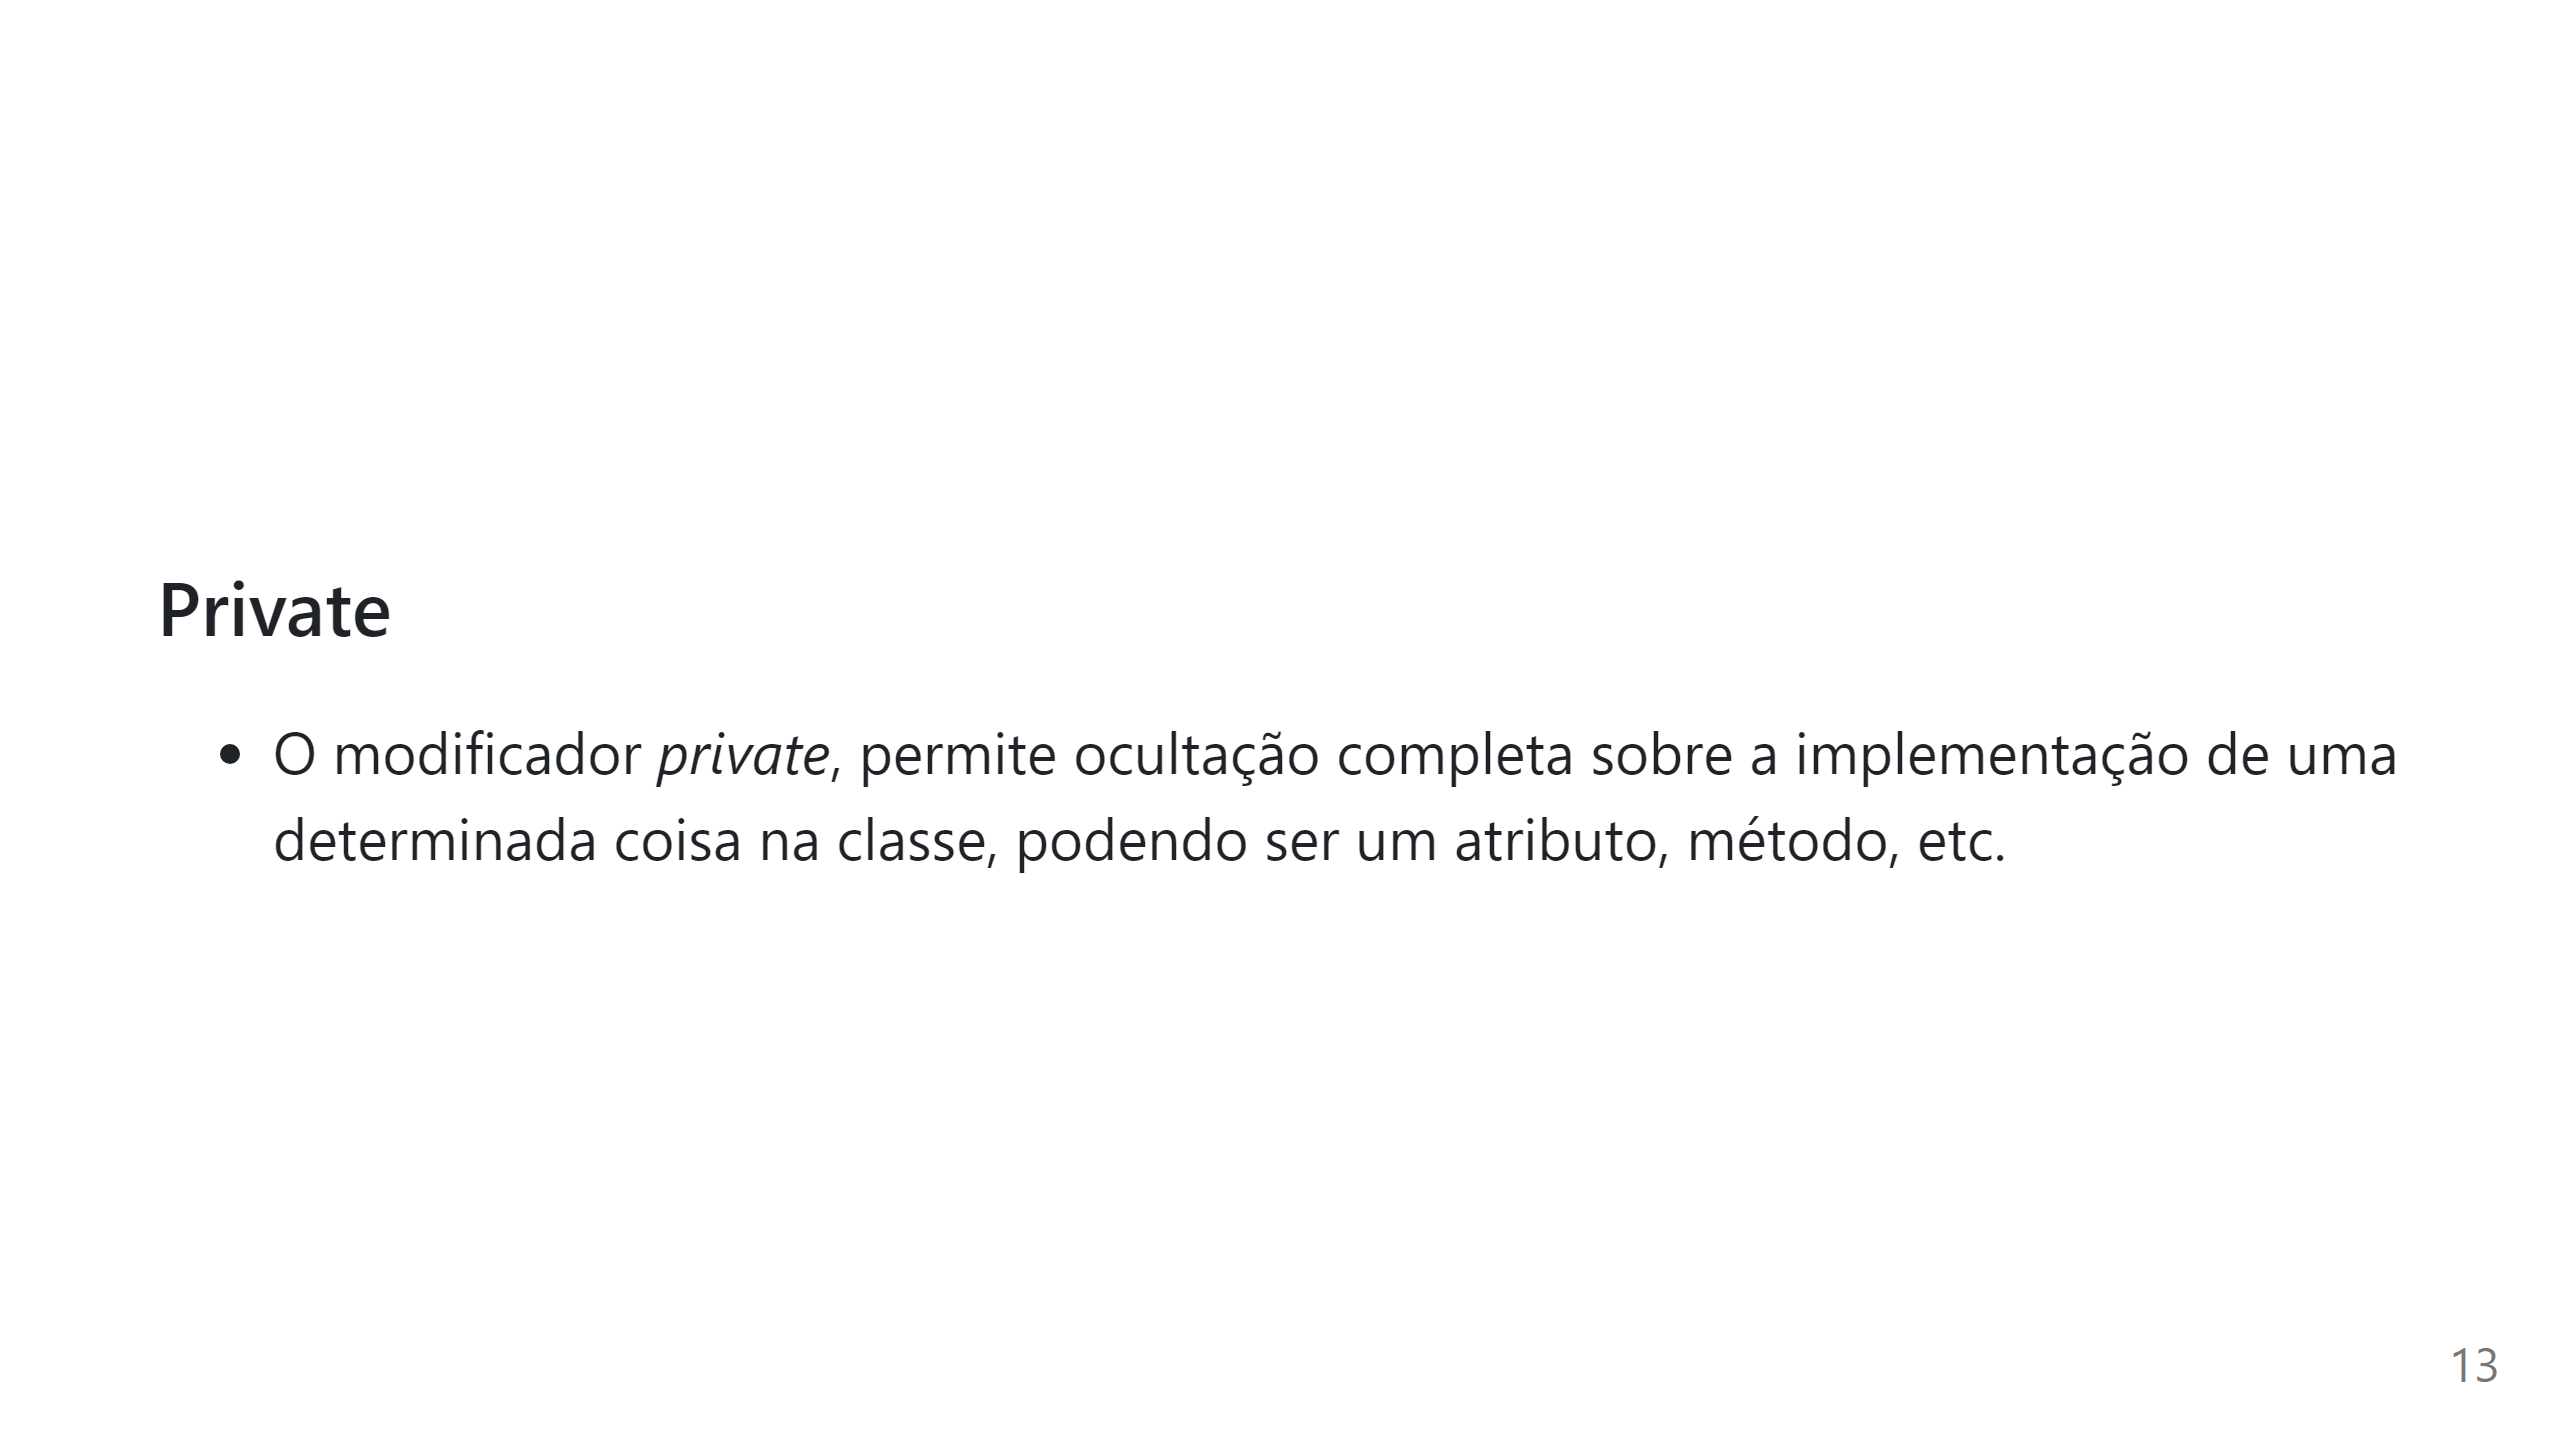 Private
• O modificador private, permite ocultação completa sobre a implementação de uma
determinada coisa na classe, podendo ser um atributo, método, etc.
13